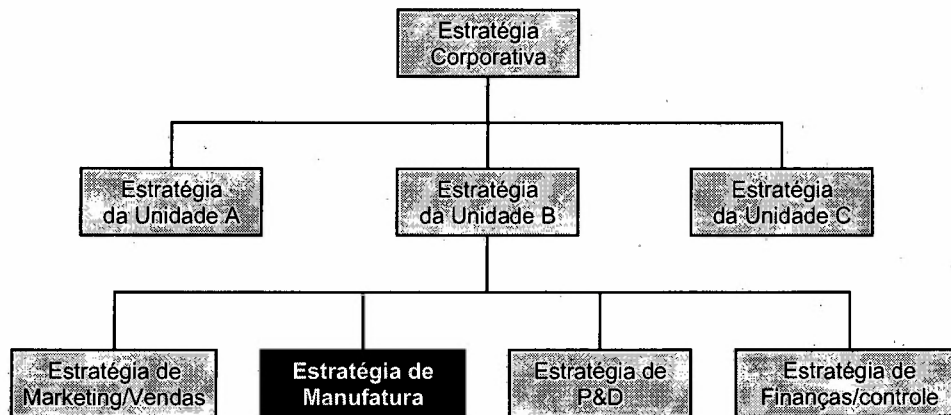 Estratégia
Corporativa
Estratégia
da Unidade A
Estratégia
da Unidade B
Estratégia
da Unidade C
Estratégia de
Marketing/Vendas
Estratégia de
Manufatura
Estratégia de
P&D
Estratégia de
Finanças/controle